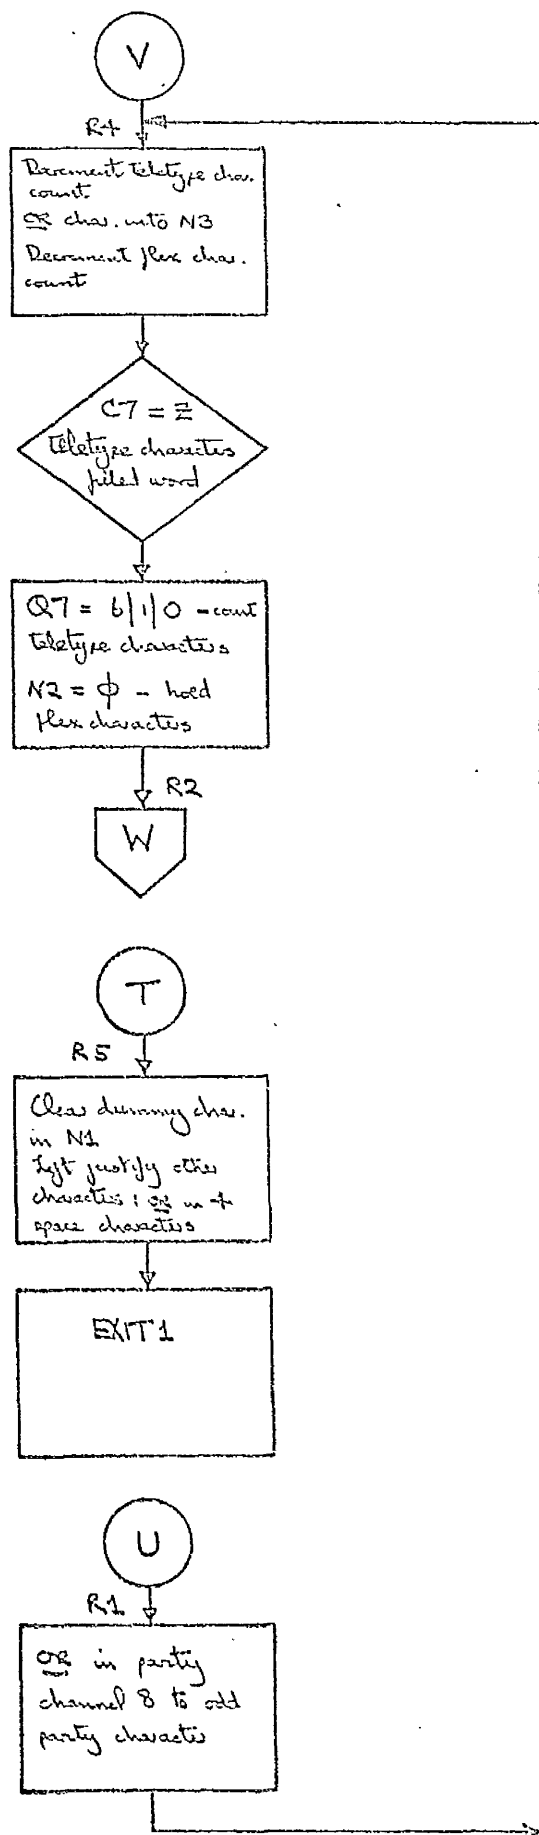 V
R4
Decrement teletype char.
count
OR char. into N3
Decrement flex char.
count
C7 = Z
teletype characters
filled word
Q7 = 6|1|0 - count
teletype characters
N2 = ϕ - hold
flex characters
R2
W
T
R5
Clear dummy char.
in N1
Left justify other
characters; OR in
space characters
EXIT 1
U
R1
OR in parity
channel 8 to odd
parity character